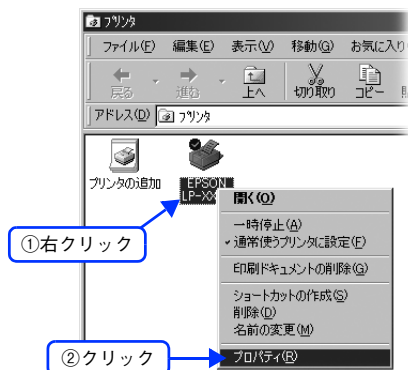 プリンタ
ファイル(F) 編集(E) 表示(V) 移動(G) お気に入り
戻る 進む 上へ 切り取り コピー
アドレス(D) プリンタ
プリンタの追加 EPSON
LP-XX
開く(O)
一時停止(A)
通常使うプリンタに設定(F)
印刷ドキュメントの削除(G)
ショートカットの作成(S)
削除(D)
名前の変更(M)
プロパティ(R)
①右クリック
②クリック